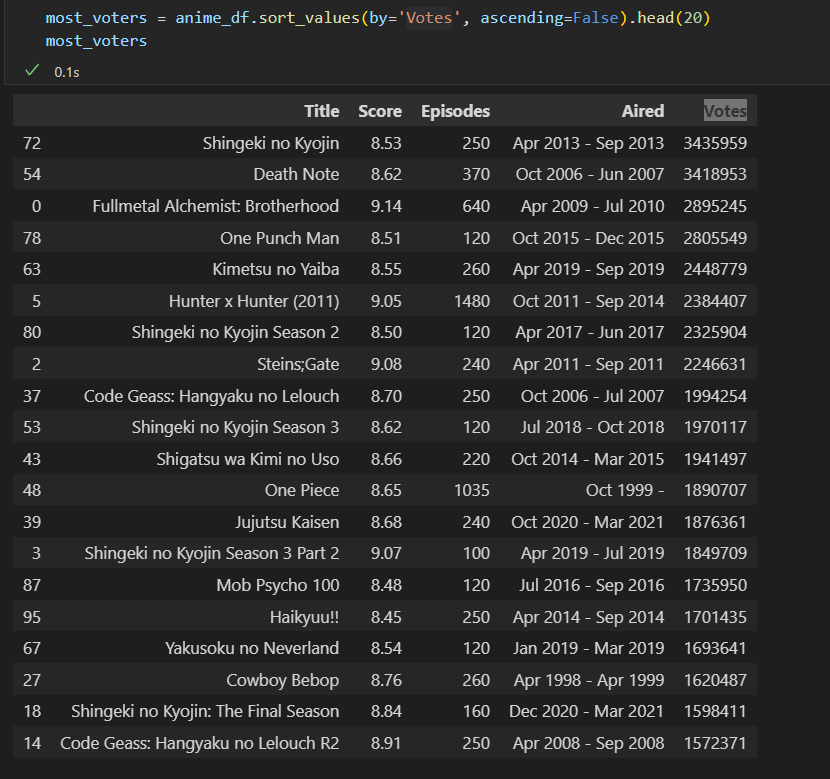 most_voters = anime_df.sort_values(by='Votes', ascending=False).head(20)
most_voters
0.1s
Title Score Episodes Aired Votes
72 Shingeki no Kyojin 8.53 250 Apr 2013 - Sep 2013 3435959
54 Death Note 8.62 370 Oct 2006 - Jun 2007 3418953
0 Fullmetal Alchemist: Brotherhood 9.14 640 Apr 2009 - Jul 2010 2895245
78 One Punch Man 8.51 120 Oct 2015 - Dec 2015 2805549
63 Kimetsu no Yaiba 8.55 260 Apr 2019 - Sep 2019 2448779
5 Hunter x Hunter (2011) 9.05 1480 Oct 2011 - Sep 2014 2384407
80 Shingeki no Kyojin Season 2 8.50 120 Apr 2017 - Jun 2017 2325904
2 Steins;Gate 9.08 240 Apr 2011 - Sep 2011 2246631
37 Code Geass: Hangyaku no Lelouch 8.70 250 Oct 2006 - Jul 2007 1994254
53 Shingeki no Kyojin Season 3 8.62 120 Jul 2018 - Oct 2018 1970117
43 Shigatsu wa Kimi no Uso 8.66 220 Oct 2014 - Mar 2015 1941497
48 One Piece 8.65 1035 Oct 1999 - 1890707
39 Jujutsu Kaisen 8.68 240 Oct 2020 - Mar 2021 1876361
3 Shingeki no Kyojin Season 3 Part 2 9.07 100 Apr 2019 - Jul 2019 1849709
87 Mob Psycho 100 8.48 120 Jul 2016 - Sep 2016 1735950
95 Haikyuu!! 8.45 250 Apr 2014 - Sep 2014 1701435
67 Yakusoku no Neverland 8.54 120 Jan 2019 - Mar 2019 1693641
27 Cowboy Bebop 8.76 260 Apr 1998 - Apr 1999 1620487
18 Shingeki no Kyojin: The Final Season 8.84 160 Dec 2020 - Mar 2021 1598411
14 Code Geass: Hangyaku no Lelouch R2 8.91 250 Apr 2008 - Sep 2008 1572371